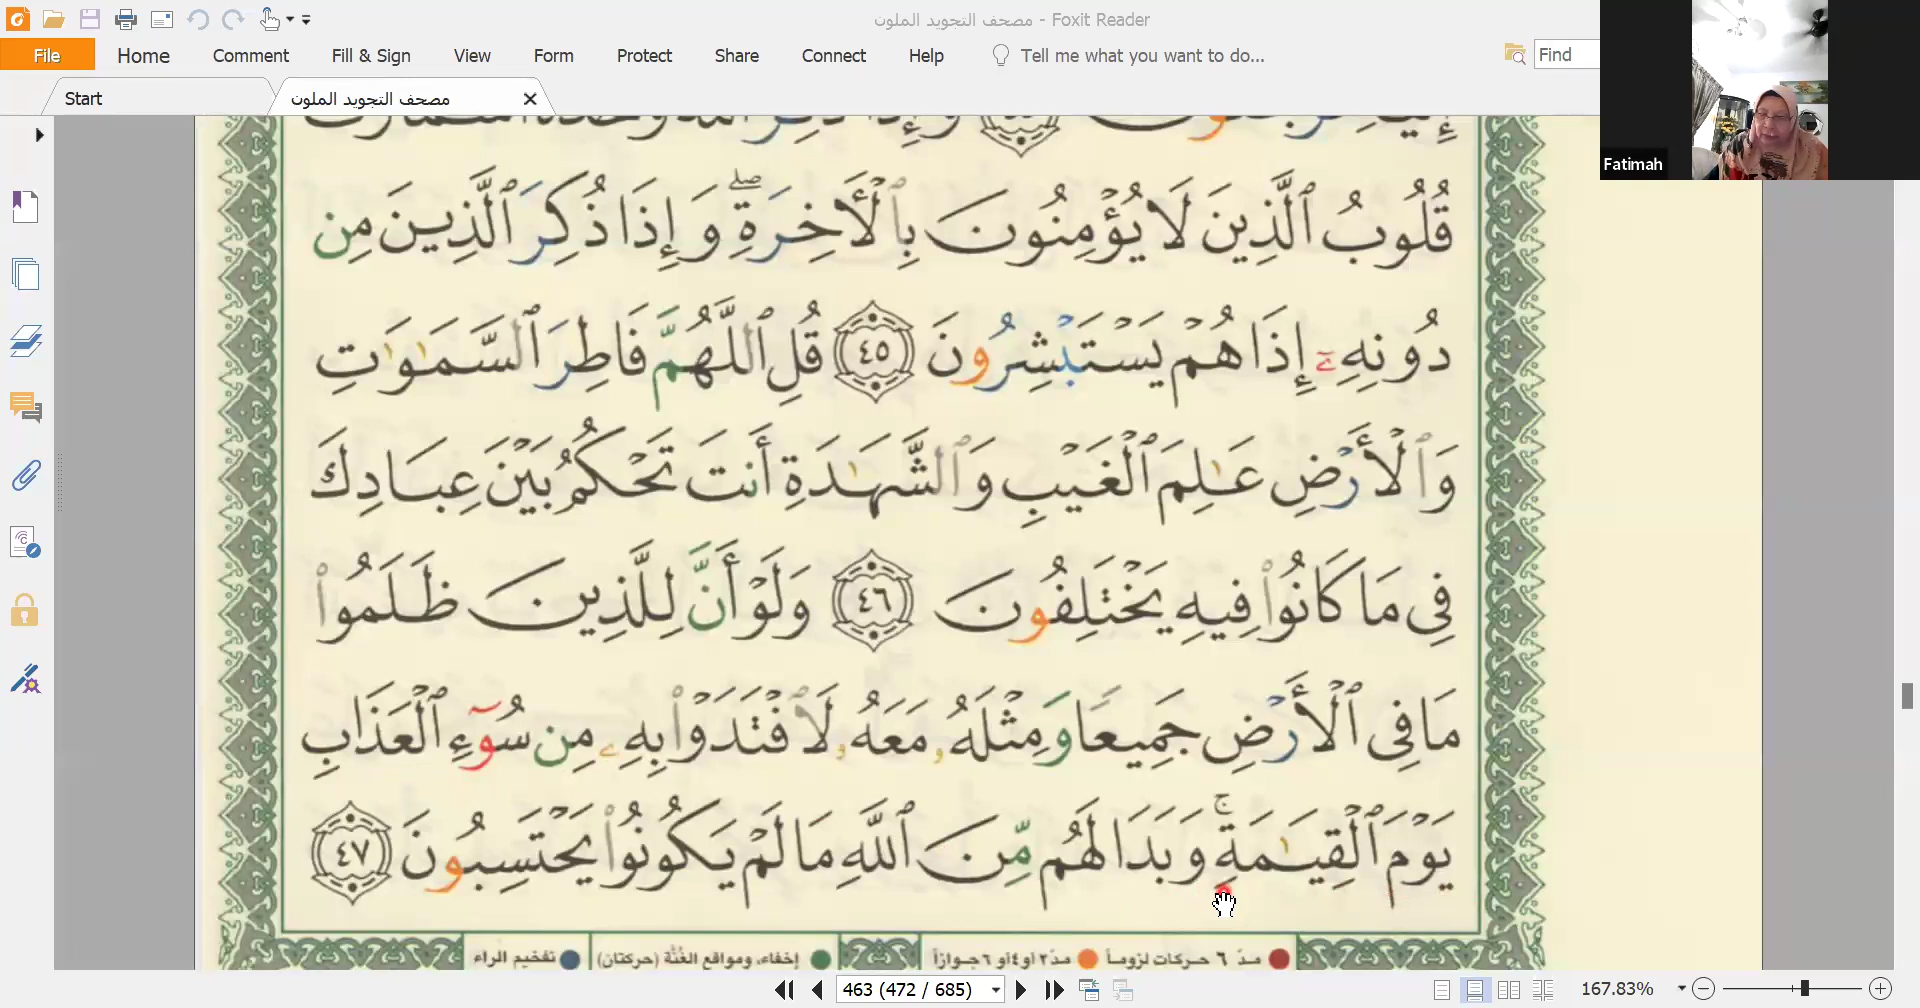 مصحف التجويد الملون - Foxit Reader
File Home Comment Fill & Sign View Form Protect Share Connect Help Tell me what you want to do... Find
Start مصحف التجويد الملون
Fatimah
قُلُوبُ ٱلَّذِينَ لَا يُؤْمِنُونَ بِٱلْأَخِرَةِ ۖ وَإِذَا ذُكِرَ ٱلَّذِينَ مِن
دُونِهِۦٓ إِذَا هُمْ يَسْتَبْشِرُونَ ٤٥ قُلِ ٱللَّهُمَّ فَاطِرَ ٱلسَّمَٰوَٰتِ
وَٱلْأَرْضِ عَٰلِمَ ٱلْغَيْبِ وَٱلشَّهَٰدَةِ أَنتَ تَحْكُمُ بَيْنَ عِبَادِكَ
فِى مَا كَانُوا۟ فِيهِ يَخْتَلِفُونَ ٤٦ وَلَوْ أَنَّ لِلَّذِينَ ظَلَمُوا۟
مَا فِى ٱلْأَرْضِ جَمِيعًا وَمِثْلَهُۥ مَعَهُۥ لَٱفْتَدَوْا۟ بِهِۦ مِن سُوٓءِ ٱلْعَذَابِ
يَوْمَ ٱلْقِيَٰمَةِ ۚ وَبَدَا لَهُم مِّنَ ٱللَّهِ مَا لَمْ يَكُونُوا۟ يَحْتَسِبُونَ ٤٧
مدّ ٦ حركات لزوماً مدّ ٢ أو ٤ أو ٦ جوازاً إخفاء، ومواقع الغُنَّة (حركتان) تفخيم الراء
463 (472 / 685) 167.83%